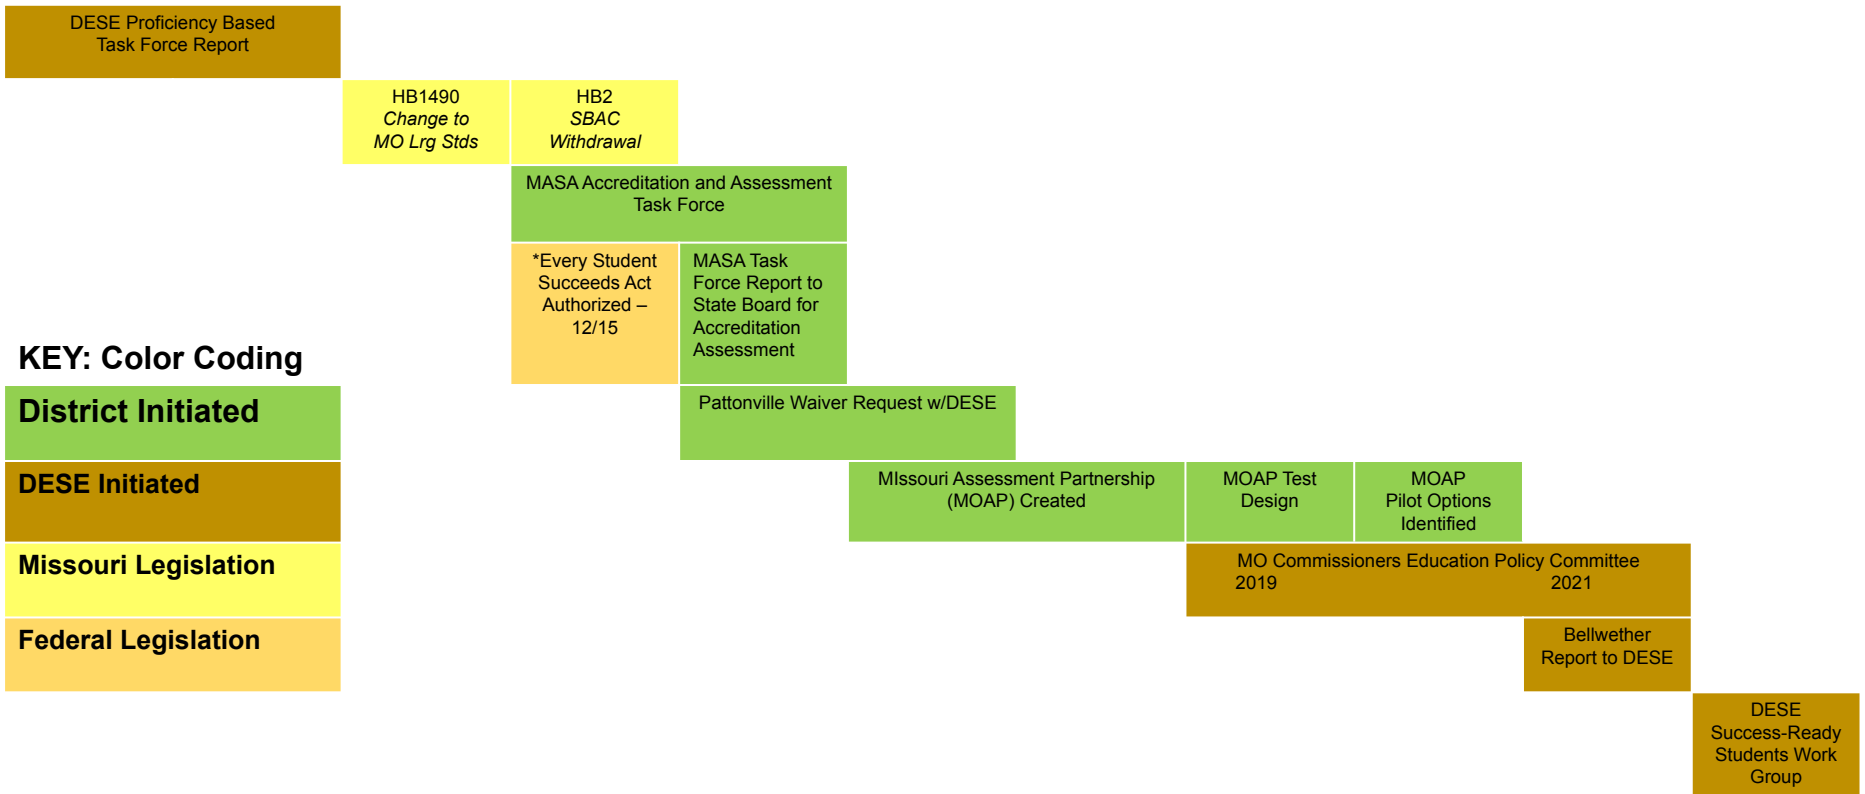 DESE Proficiency Based
Task Force Report
HB1490
Change to
MO Lrg Stds
HB2
SBAC
Withdrawal
MASA Accreditation and Assessment
Task Force
*Every Student
Succeeds Act
Authorized –
12/15
MASA Task
Force Report to
State Board for
Accreditation
Assessment
KEY: Color Coding
District Initiated
Pattonville Waiver Request w/DESE
DESE Initiated
MIssouri Assessment Partnership
(MOAP) Created
MOAP Test
Design
MOAP
Pilot Options
Identified
Missouri Legislation
MO Commissioners Education Policy Committee
2019 2021
Federal Legislation
Bellwether
Report to DESE
DESE
Success-Ready
Students Work
Group